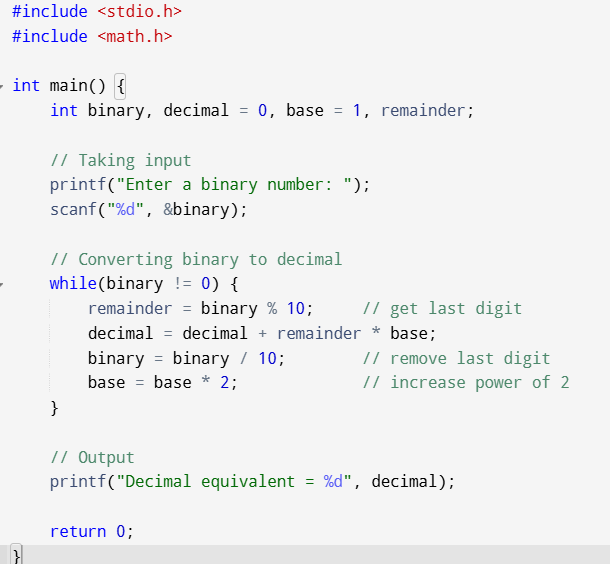 #include <stdio.h>
#include <math.h>

int main() {
    int binary, decimal = 0, base = 1, remainder;

    // Taking input
    printf("Enter a binary number: ");
    scanf("%d", &binary);

    // Converting binary to decimal
    while(binary != 0) {
        remainder = binary % 10;     // get last digit
        decimal = decimal + remainder * base;
        binary = binary / 10;        // remove last digit
        base = base * 2;             // increase power of 2
    }

    // Output
    printf("Decimal equivalent = %d", decimal);

    return 0;
}